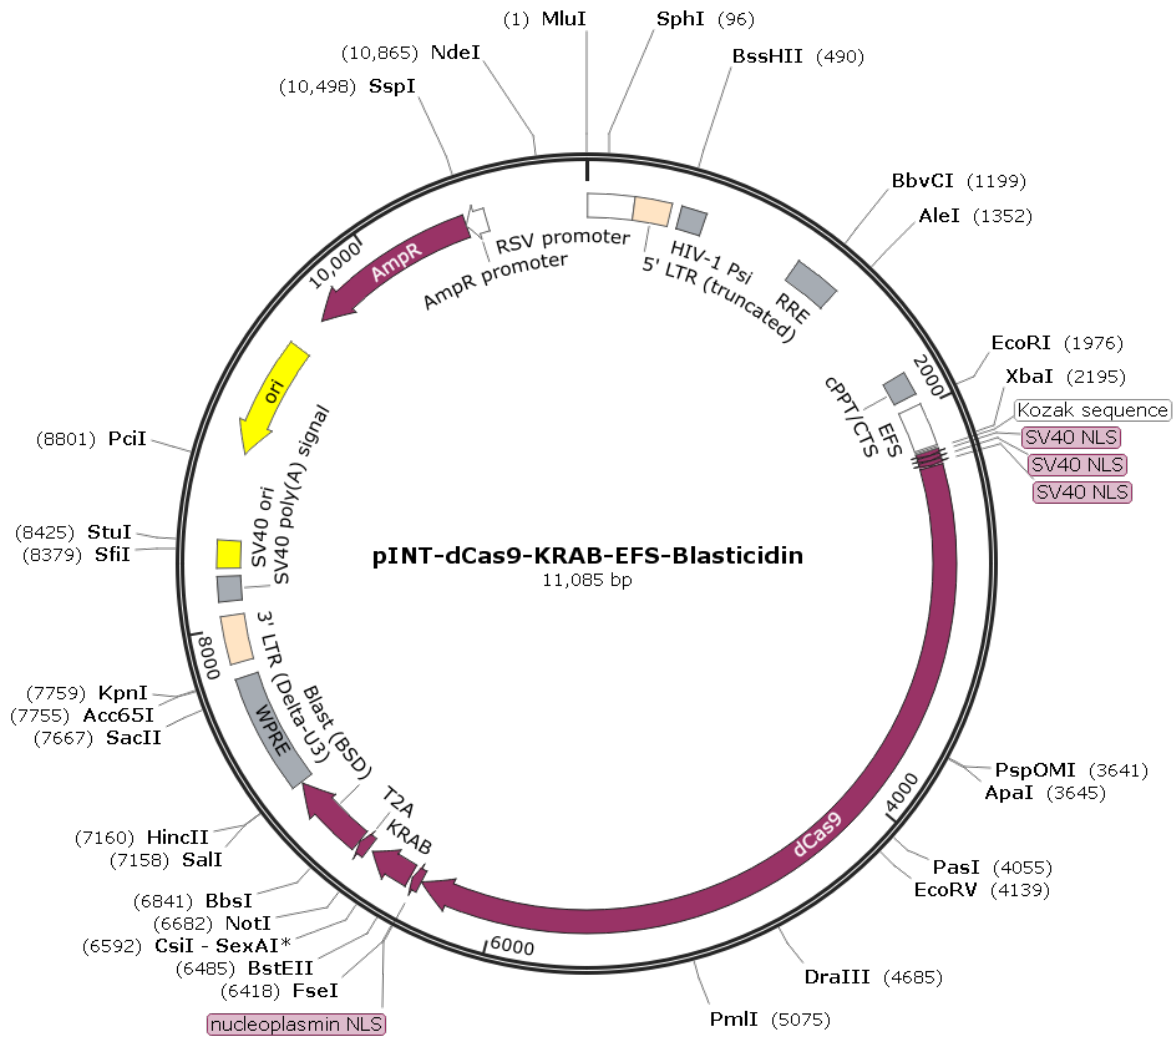 (1) MluI
SphI (96)
BssHII (490)
BbvCI (1199)
AleI (1352)
EcoRI (1976)
XbaI (2195)
Kozak sequence
SV40 NLS
SV40 NLS
SV40 NLS
PspOMI (3641)
ApaI (3645)
PasI (4055)
EcoRV (4139)
DraIII (4685)
PmlI (5075)
nucleoplasmin NLS
(6418) FseI
(6485) BstEII
(6592) CsiI - SexAI*
(6682) NotI
(6841) BbsI
(7158) SalI
(7160) HincII
(7667) SacII
(7755) Acc65I
(7759) KpnI
(8379) SfiI
(8425) StuI
(8801) PciI
(10,498) SspI
(10,865) NdeI
RSV promoter
5' LTR (truncated)
HIV-1 Psi
RRE
cPPT/CTS
EFS
dCas9
KRAB
T2A
Blast (BSD)
WPRE
3' LTR (Delta-U3)
SV40 poly(A) signal
SV40 ori
ori
AmpR
AmpR promoter
2000
4000
6000
8000
10,000
pINT-dCas9-KRAB-EFS-Blasticidin
11,085 bp